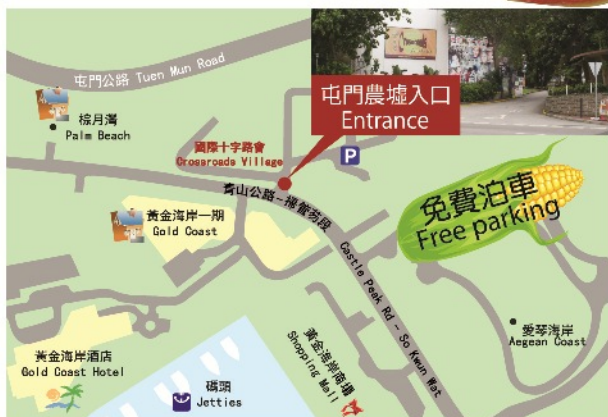 屯門公路 Tuen Mun Road
棕月灣
Palm Beach
國際十字路會
Crossroads Village
屯門農墟入口
Entrance
P
青山公路-掃管笏段
Castle Peak Rd - So Kwun Wat
免費泊車
Free parking
黃金海岸一期
Gold Coast
黃金海岸酒店
Gold Coast Hotel
碼頭
Jetties
黃金海岸商場
Shopping Mall
愛琴海岸
Aegean Coast